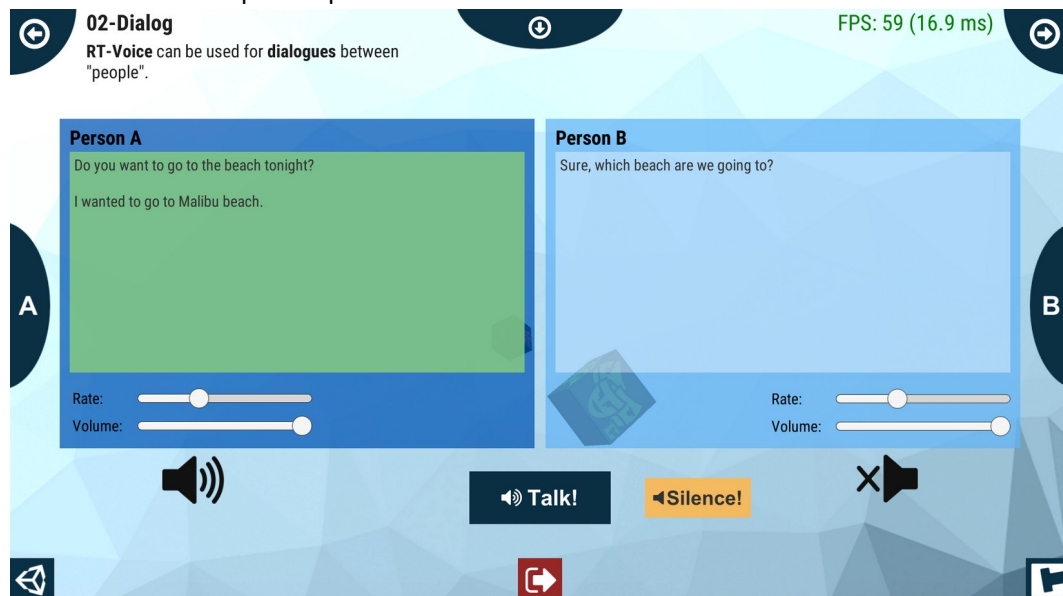 02-Dialog
RT-Voice can be used for dialogues between
"people".
FPS: 59 (16.9 ms)
Person A
Do you want to go to the beach tonight?
I wanted to go to Malibu beach.
Rate:
Volume:
Person B
Sure, which beach are we going to?
Rate:
Volume:
A
B
Talk!
Silence!